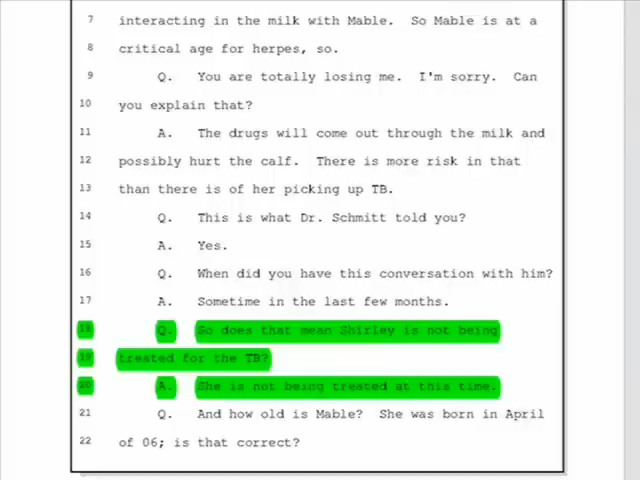 7 interacting in the milk with Mable. So Mable is at a
8 critical age for herpes, so.
9 Q. You are totally losing me. I'm sorry. Can
10 you explain that?
11 A. The drugs will come out through the milk and
12 possibly hurt the calf. There is more risk in that
13 than there is of her picking up TB.
14 Q. This is what Dr. Schmitt told you?
15 A. Yes.
16 Q. When did you have this conversation with him?
17 A. Sometime in the last few months.
18 Q. So does that mean Shirley is not being
19 treated for the TB?
20 A. She is not being treated at this time.
21 Q. And how old is Mable? She was born in April
22 of 06; is that correct?